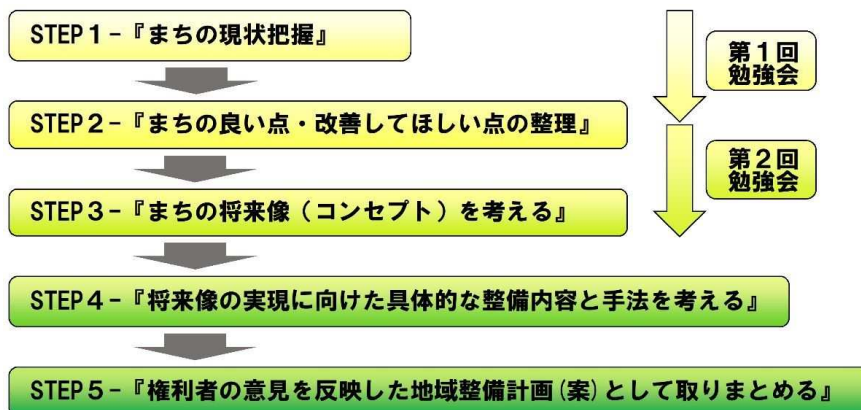 STEP1-『まちの現状把握』
第1回
勉強会
STEP2-『まちの良い点・改善してほしい点の整理』
第2回
勉強会
STEP3-『まちの将来像(コンセプト)を考える』
STEP4-『将来像の実現に向けた具体的な整備内容と手法を考える』
STEP5-『権利者の意見を反映した地域整備計画(案)として取りまとめる』